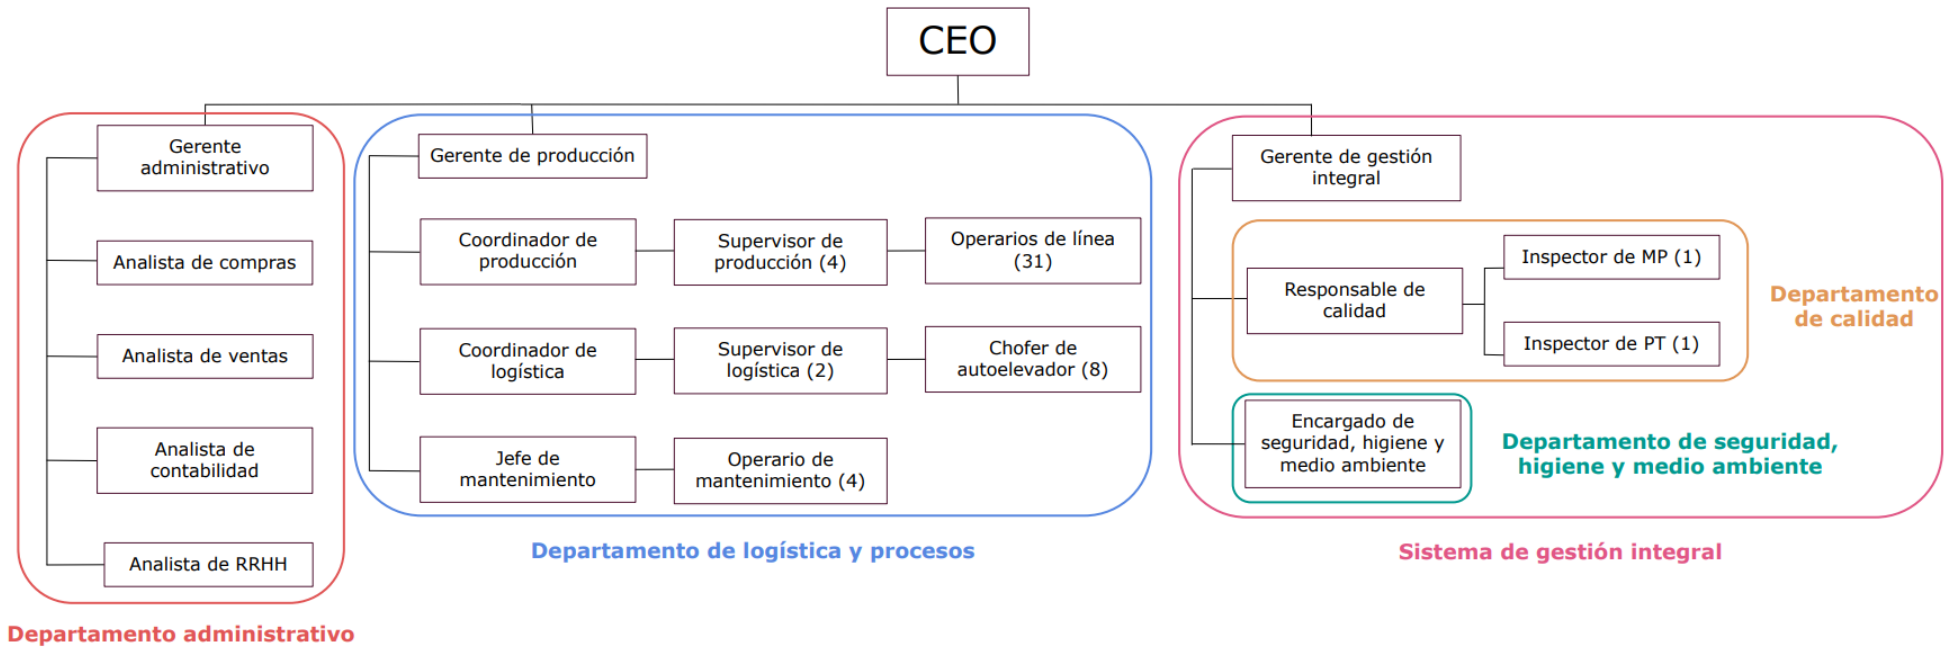 CEO
Gerente
administrativo
Analista de compras
Analista de ventas
Analista de
contabilidad
Analista de RRHH
Departamento administrativo
Gerente de producción
Coordinador de
producción
Supervisor de
producción (4)
Operarios de línea
(31)
Coordinador de
logística
Supervisor de
logística (2)
Chofer de
autoelevador (8)
Jefe de
mantenimiento
Operario de
mantenimiento (4)
Departamento de logística y procesos
Gerente de gestión
integral
Responsable de
calidad
Inspector de MP (1)
Inspector de PT (1)
Departamento
de calidad
Encargado de
seguridad, higiene y
medio ambiente
Departamento de seguridad,
higiene y medio ambiente
Sistema de gestión integral